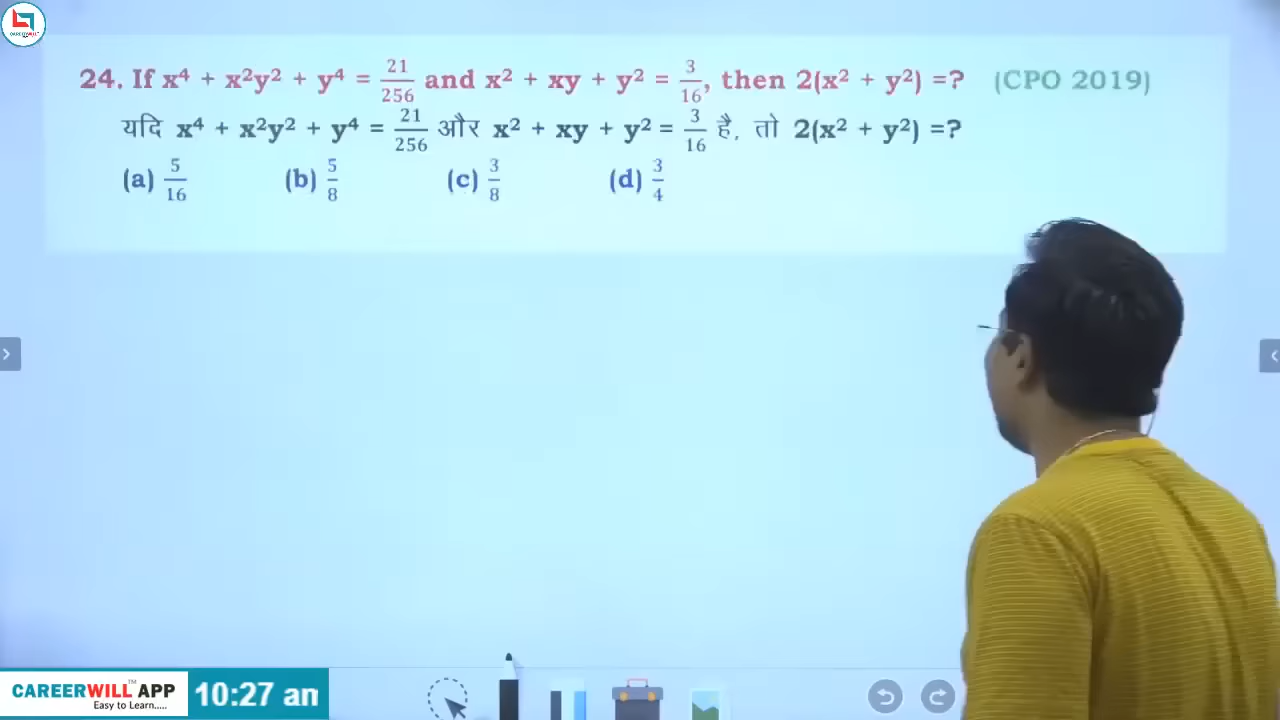 CAREERWILL
24. If x⁴ + x²y² + y⁴ = 21/256 and x² + xy + y² = 3/16, then 2(x² + y²) =? (CPO 2019)
यदि x⁴ + x²y² + y⁴ = 21/256 और x² + xy + y² = 3/16 है, तो 2(x² + y²) =?
(a) 5/16 (b) 5/8 (c) 3/8 (d) 3/4
CAREERWILL™ APP 10:27 am
Easy to Learn.....